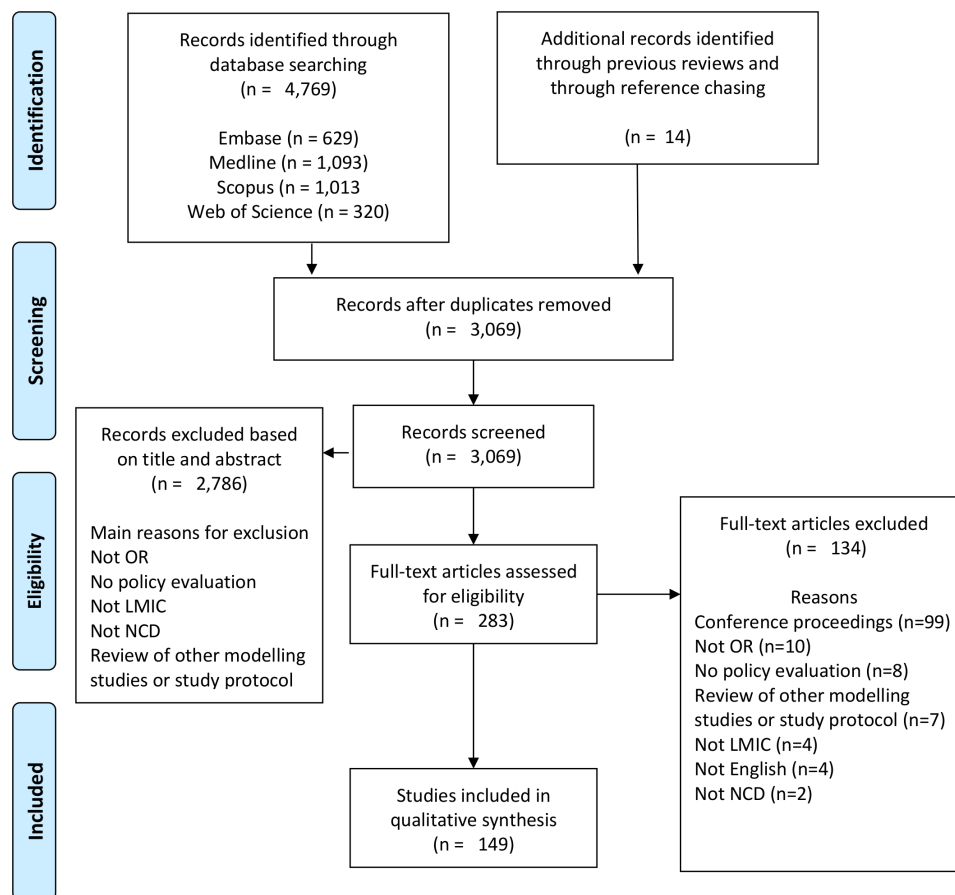 Identification
Records identified through
database searching
(n = 4,769)
Embase (n = 629)
Medline (n = 1,093)
Scopus (n = 1,013
Web of Science (n = 320)
Additional records identified
through previous reviews and
through reference chasing
(n = 14)
Screening
Records after duplicates removed
(n = 3,069)
Records screened
(n = 3,069)
Records excluded based
on title and abstract
(n = 2,786)
Main reasons for exclusion
Not OR
No policy evaluation
Not LMIC
Not NCD
Review of other modelling
studies or study protocol
Eligibility
Full-text articles assessed
for eligibility
(n = 283)
Full-text articles excluded
(n = 134)
Reasons
Conference proceedings (n=99)
Not OR (n=10)
No policy evaluation (n=8)
Review of other modelling
studies or study protocol (n=7)
Not LMIC (n=4)
Not English (n=4)
Not NCD (n=2)
Included
Studies included in
qualitative synthesis
(n = 149)